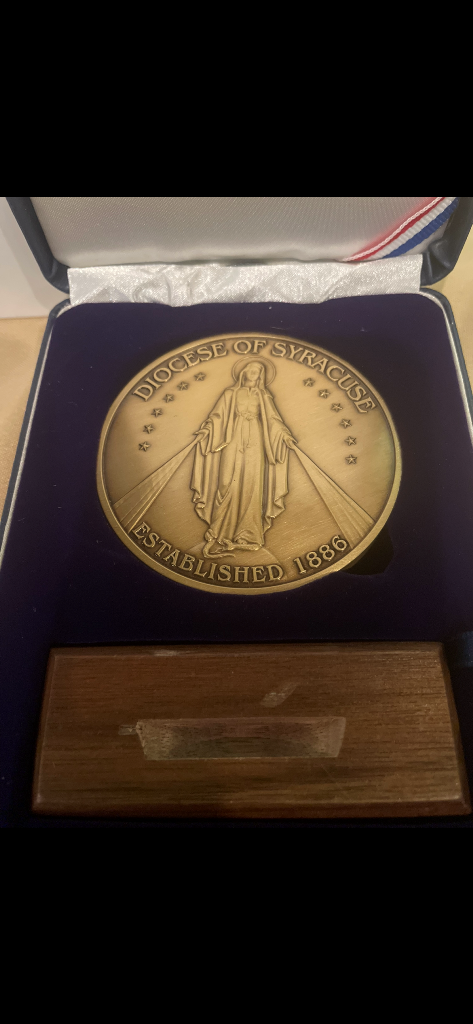 DIOCESE OF SYRACUSE
ESTABLISHED 1886